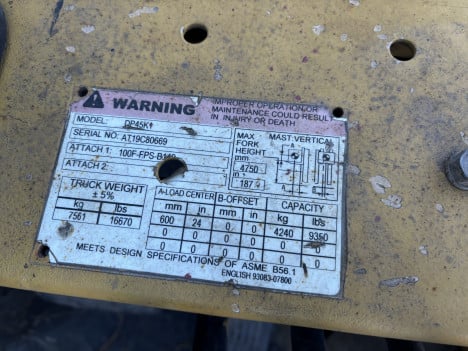 WARNING
IMPROPER OPERATION OR
MAINTENANCE COULD RESULT
IN INJURY OR DEATH.
MODEL: DP45K1
SERIAL NO. AT19C80669
ATTACH 1: 100F-FPS-B140
ATTACH 2:
MAX FORK HEIGHT MAST VERTICAL
mm
4750
in
187
TRUCK WEIGHT ± 5%
kg lbs
7561 16670
A-LOAD CENTER B-OFFSET CAPACITY
mm in mm in kg lbs
600 24 0 0 4240 9350
0 0 0 0 0 0
0 0 0 0 0 0
MEETS DESIGN SPECIFICATIONS OF ASME B56.1
ENGLISH 93083-07800